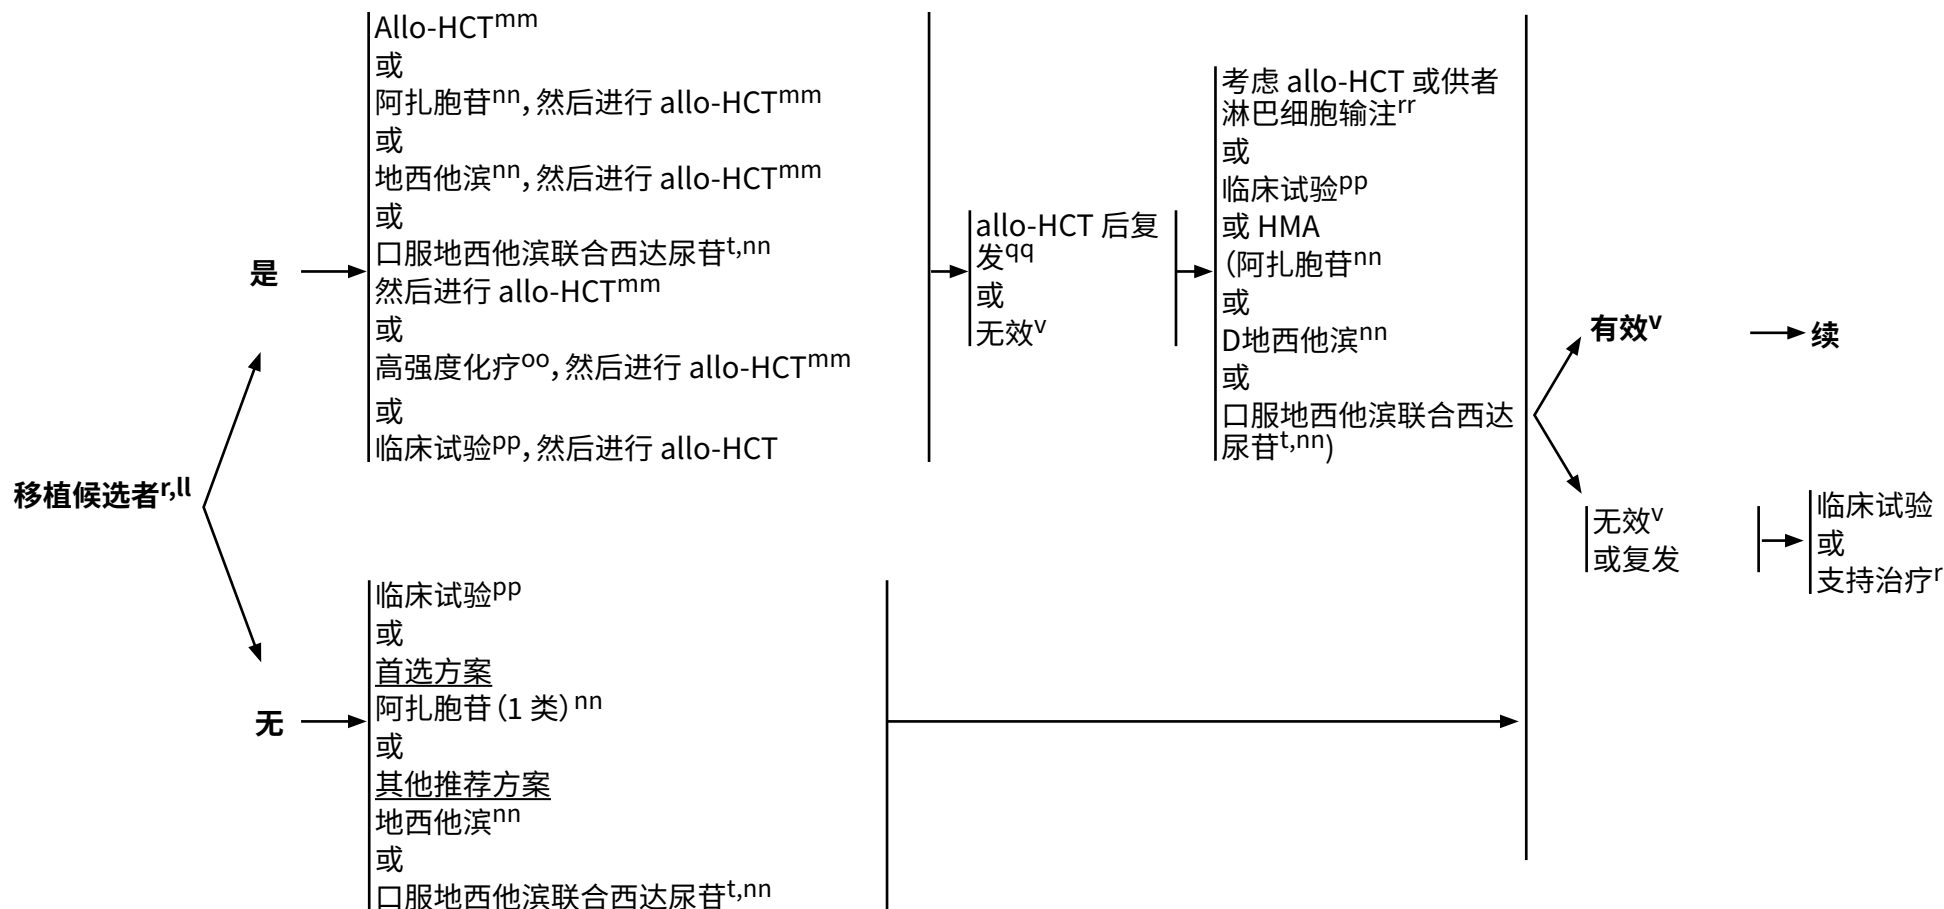 移植候选者r,ll
是
Allo-HCTmm
或
阿扎胞苷nn，然后进行 allo-HCTmm
或
地西他滨nn，然后进行 allo-HCTmm
或
口服地西他滨联合西达尿苷t,nn
然后进行 allo-HCTmm
或
高强度化疗oo，然后进行 allo-HCTmm
或
临床试验pp，然后进行 allo-HCT
allo-HCT 后复
发qq
或
无效v
考虑 allo-HCT 或供者
淋巴细胞输注rr
或
临床试验pp
或 HMA
（阿扎胞苷nn
或
D地西他滨nn
或
口服地西他滨联合西达
尿苷t,nn)
无
临床试验pp
或
首选方案
阿扎胞苷（1 类）nn
或
其他推荐方案
地西他滨nn
或
口服地西他滨联合西达尿苷t,nn
有效v
续
无效v
或复发
临床试验
或
支持治疗r